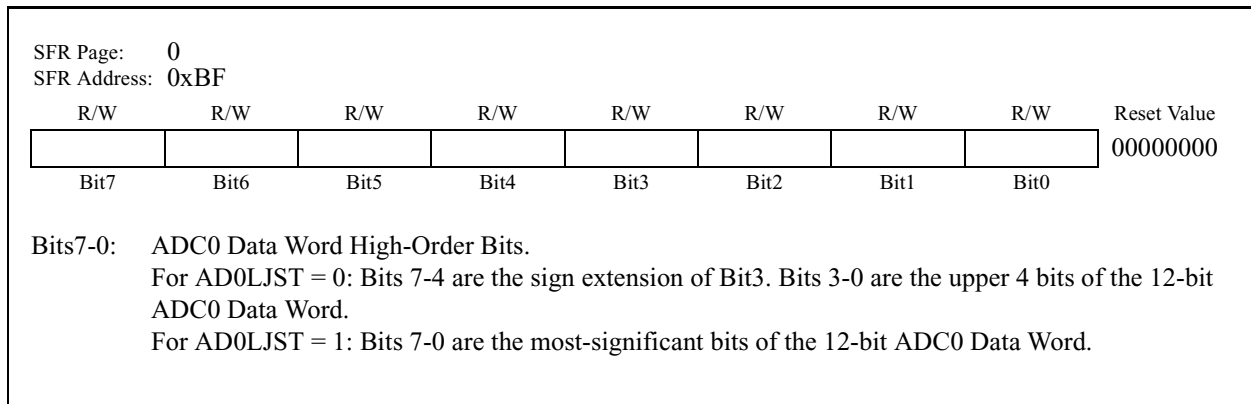 SFR Page: 0
SFR Address: 0xBF
R/W R/W R/W R/W R/W R/W R/W R/W Reset Value
00000000
Bit7 Bit6 Bit5 Bit4 Bit3 Bit2 Bit1 Bit0
Bits7-0: ADC0 Data Word High-Order Bits.
For AD0LJST = 0: Bits 7-4 are the sign extension of Bit3. Bits 3-0 are the upper 4 bits of the 12-bit
ADC0 Data Word.
For AD0LJST = 1: Bits 7-0 are the most-significant bits of the 12-bit ADC0 Data Word.